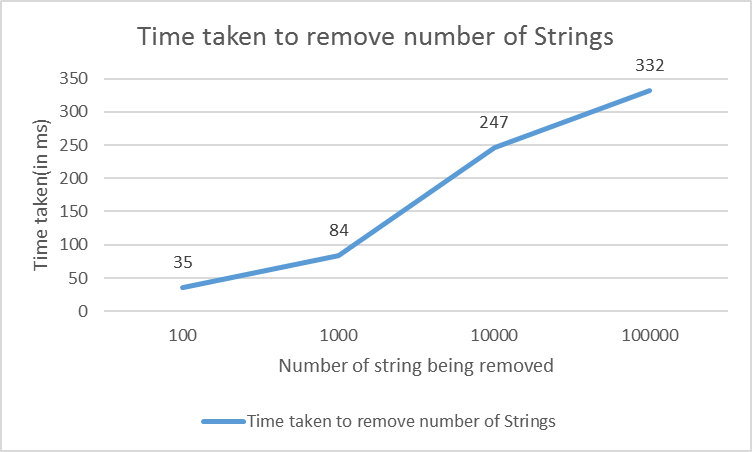 Time taken to remove number of Strings
350
300
250
200
150
100
50
0
Time taken(in ms)
35
84
247
332
100 1000 10000 100000
Number of string being removed
Time taken to remove number of Strings